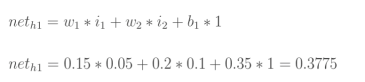 net_{h1} = w_1 * i_1 + w_2 * i_2 + b_1 * 1
net_{h1} = 0.15 * 0.05 + 0.2 * 0.1 + 0.35 * 1 = 0.3775